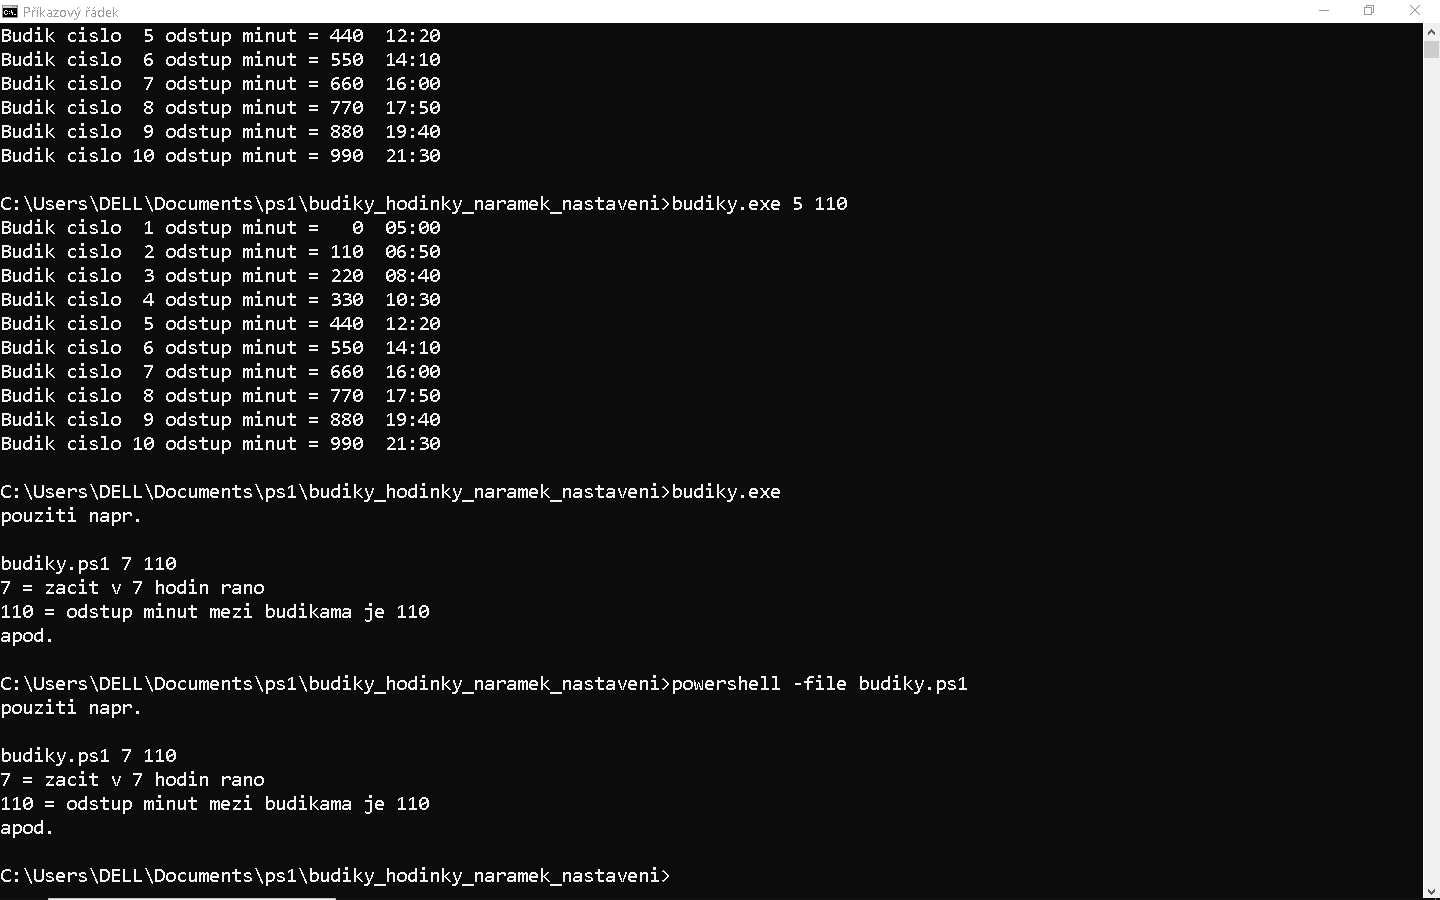 Příkazový řádek
Budik cislo  5 odstup minut = 440  12:20
Budik cislo  6 odstup minut = 550  14:10
Budik cislo  7 odstup minut = 660  16:00
Budik cislo  8 odstup minut = 770  17:50
Budik cislo  9 odstup minut = 880  19:40
Budik cislo 10 odstup minut = 990  21:30
C:\Users\DELL\Documents\ps1\budiky_hodinky_naramek_nastaveni>budiky.exe 5 110
Budik cislo  1 odstup minut =   0  05:00
Budik cislo  2 odstup minut = 110  06:50
Budik cislo  3 odstup minut = 220  08:40
Budik cislo  4 odstup minut = 330  10:30
Budik cislo  5 odstup minut = 440  12:20
Budik cislo  6 odstup minut = 550  14:10
Budik cislo  7 odstup minut = 660  16:00
Budik cislo  8 odstup minut = 770  17:50
Budik cislo  9 odstup minut = 880  19:40
Budik cislo 10 odstup minut = 990  21:30
C:\Users\DELL\Documents\ps1\budiky_hodinky_naramek_nastaveni>budiky.exe
pouziti napr.
budiky.ps1 7 110
7 = zacit v 7 hodin rano
110 = odstup minut mezi budikama je 110
apod.
C:\Users\DELL\Documents\ps1\budiky_hodinky_naramek_nastaveni>powershell -file budiky.ps1
pouziti napr.
budiky.ps1 7 110
7 = zacit v 7 hodin rano
110 = odstup minut mezi budikama je 110
apod.
C:\Users\DELL\Documents\ps1\budiky_hodinky_naramek_nastaveni>